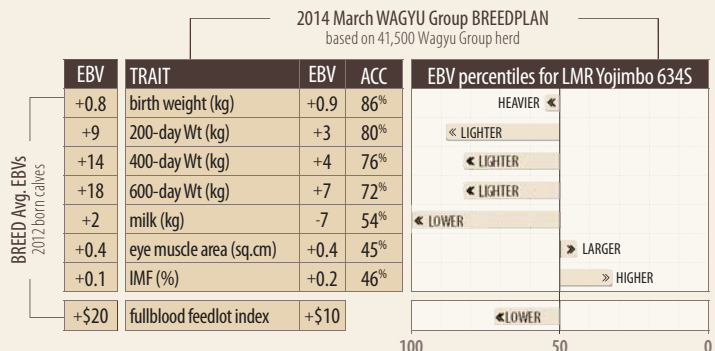 2014 March WAGYU Group BREEDPLAN
based on 41,500 Wagyu Group herd
EBV TRAIT EBV ACC EBV percentiles for LMR Yojimbo 634S
+0.8 birth weight (kg) +0.9 86% HEAVIER «
+9 200-day Wt (kg) +3 80% « LIGHTER
+14 400-day Wt (kg) +4 76% « LIGHTER
+18 600-day Wt (kg) +7 72% « LIGHTER
+2 milk (kg) -7 54% « LOWER
+0.4 eye muscle area (sq.cm) +0.4 45% » LARGER
+0.1 IMF (%) +0.2 46% » HIGHER
+$20 fullblood feedlot index +$10 «LOWER
100 50 0
BREED Avg. EBVs
2012 born calves